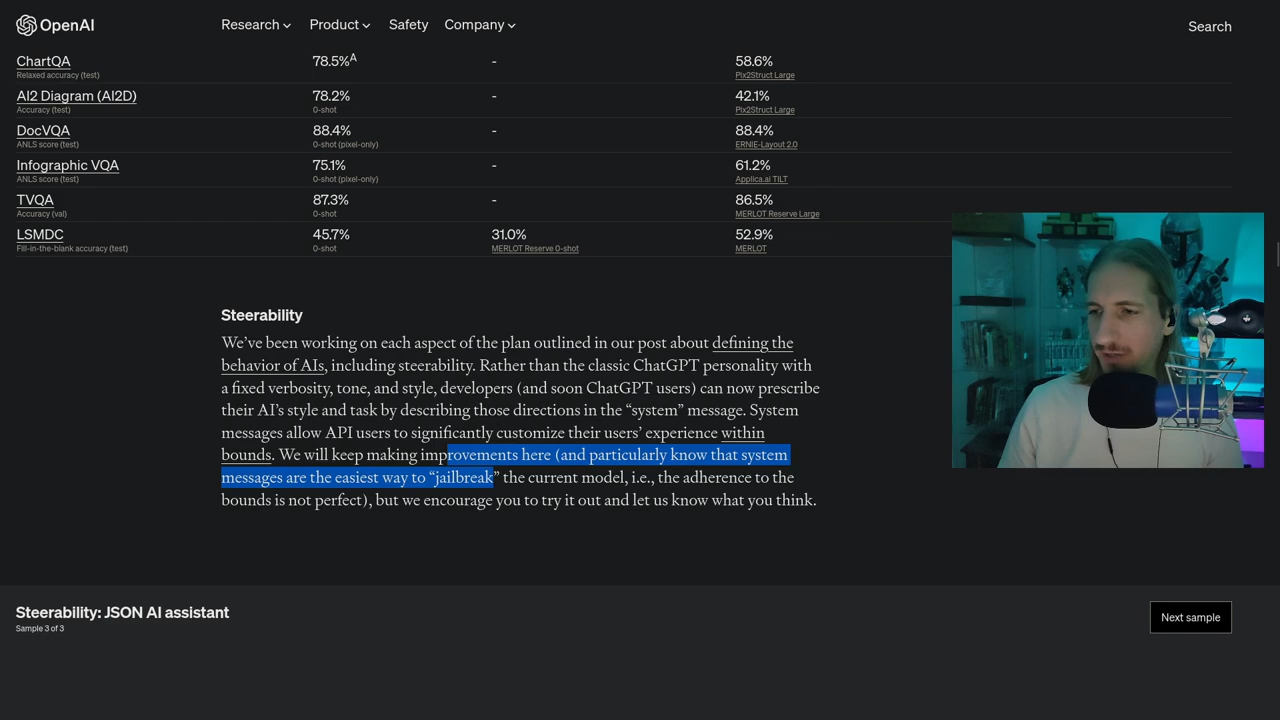 OpenAI
Research Product Safety Company
Search
ChartQA 78.5%A - 58.6%
Relaxed accuracy (test) Pix2Struct Large
AI2 Diagram (AI2D) 78.2% - 42.1%
Accuracy (test) 0-shot Pix2Struct Large
DocVQA 88.4% - 88.4%
ANLS score (test) 0-shot (pixel-only) ERNIE-Layout 2.0
Infographic VQA 75.1% - 61.2%
ANLS score (test) 0-shot (pixel-only) Applica.ai TILT
TVQA 87.3% - 86.5%
Accuracy (val) 0-shot MERLOT Reserve Large
LSMDC 45.7% 31.0% 52.9%
Fill-in-the-blank accuracy (test) 0-shot MERLOT Reserve 0-shot MERLOT
Steerability
We’ve been working on each aspect of the plan outlined in our post about defining the
behavior of AIs, including steerability. Rather than the classic ChatGPT personality with
a fixed verbosity, tone, and style, developers (and soon ChatGPT users) can now prescribe
their AI’s style and task by describing those directions in the “system” message. System
messages allow API users to significantly customize their users’ experience within
bounds. We will keep making improvements here (and particularly know that system
messages are the easiest way to “jailbreak” the current model, i.e., the adherence to the
bounds is not perfect), but we encourage you to try it out and let us know what you think.
Steerability: JSON AI assistant
Sample 3 of 3
Next sample